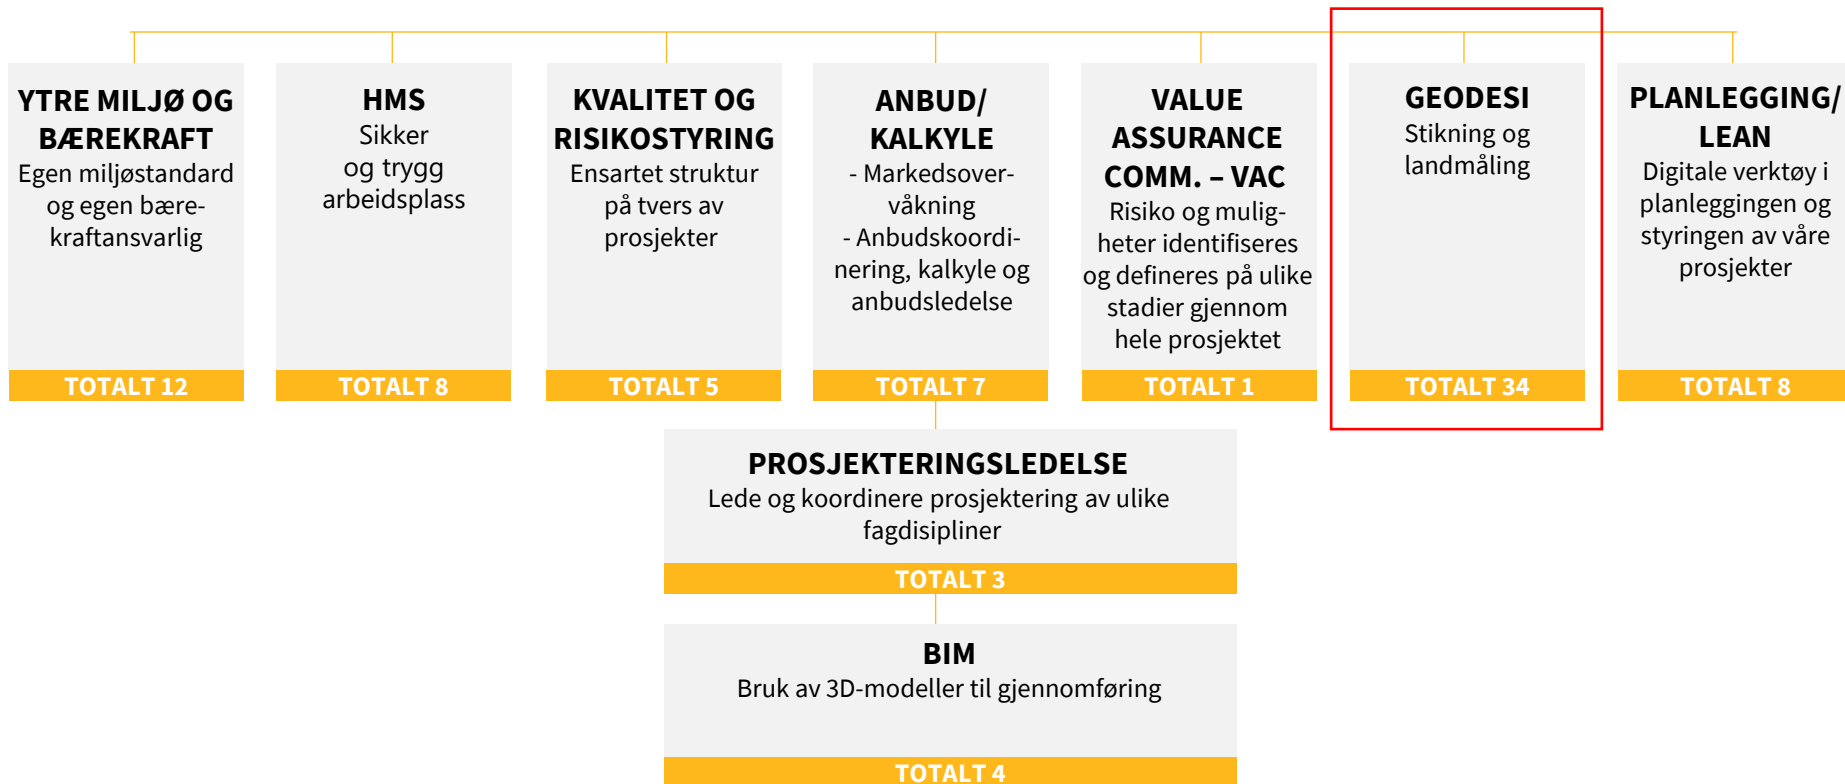 YTRE MILJØ OG
BÆREKRAFT
Egen miljøstandard
og egen bære-
kraftansvarlig
TOTALT 12
HMS
Sikker
og trygg
arbeidsplass
TOTALT 8
KVALITET OG
RISIKOSTYRING
Ensartet struktur
på tvers av
prosjekter
TOTALT 5
ANBUD/
KALKYLE
- Markedsover-
våkning
- Anbudskoordi-
nering, kalkyle og
anbudsledelse
TOTALT 7
VALUE
ASSURANCE
COMM. – VAC
Risiko og mulig-
heter identifiseres
og defineres på ulike
stadier gjennom
hele prosjektet
TOTALT 1
GEODESI
Stikning og
landmåling
TOTALT 34
PLANLEGGING/
LEAN
Digitale verktøy i
planleggingen og
styringen av våre
prosjekter
TOTALT 8
PROSJEKTERINGSLEDELSE
Lede og koordinere prosjektering av ulike
fagdisipliner
TOTALT 3
BIM
Bruk av 3D-modeller til gjennomføring
TOTALT 4